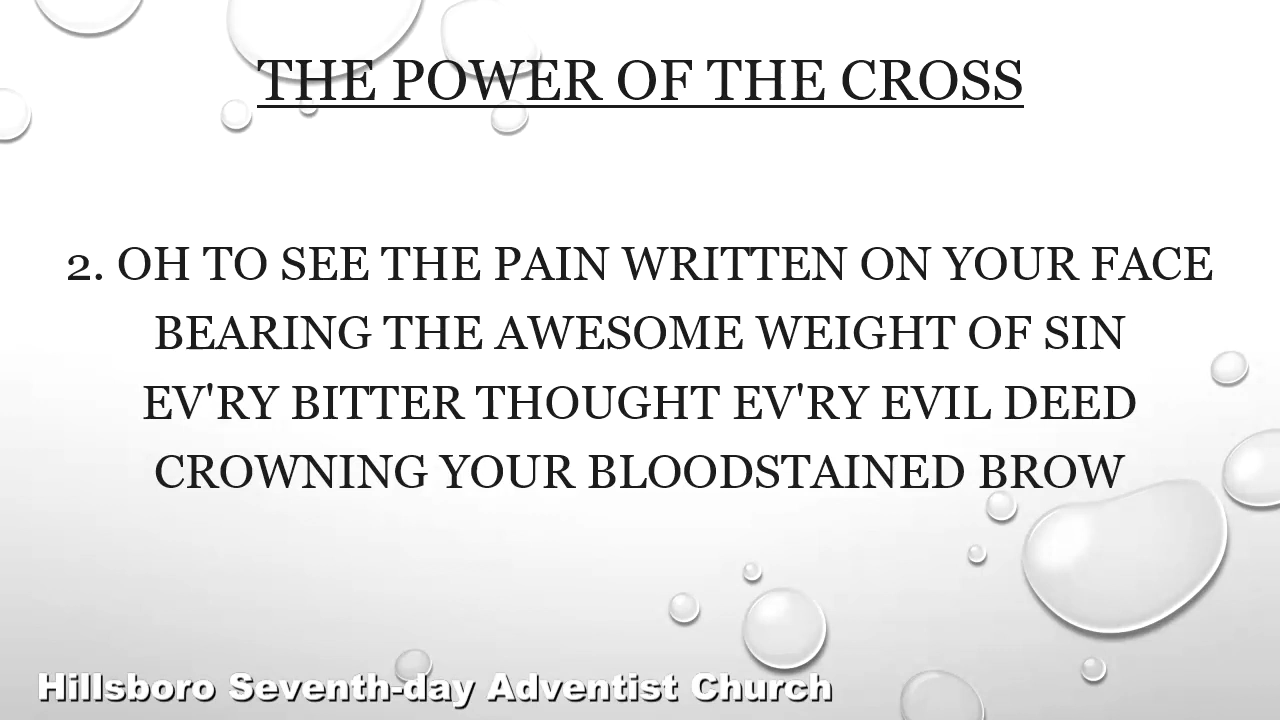 THE POWER OF THE CROSS
2. OH TO SEE THE PAIN WRITTEN ON YOUR FACE
BEARING THE AWESOME WEIGHT OF SIN
EV'RY BITTER THOUGHT EV'RY EVIL DEED
CROWNING YOUR BLOODSTAINED BROW
Hillsboro Seventh-day Adventist Church